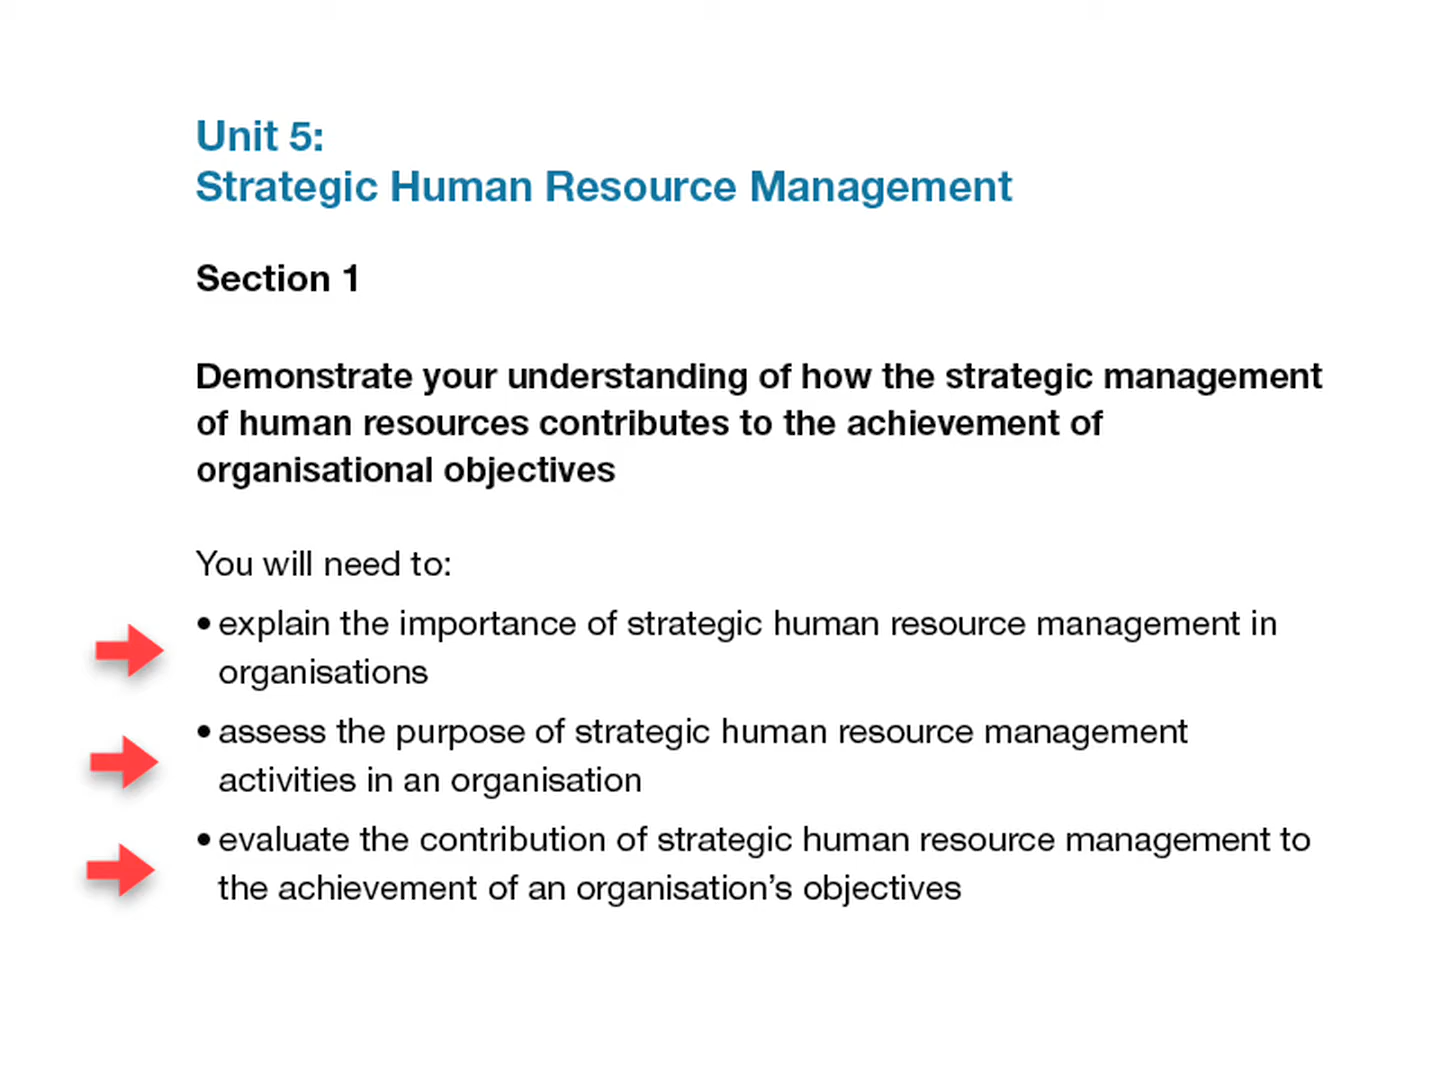 Unit 5:
Strategic Human Resource Management
Section 1
Demonstrate your understanding of how the strategic management
of human resources contributes to the achievement of
organisational objectives
You will need to:
• explain the importance of strategic human resource management in
organisations
• assess the purpose of strategic human resource management
activities in an organisation
• evaluate the contribution of strategic human resource management to
the achievement of an organisation’s objectives